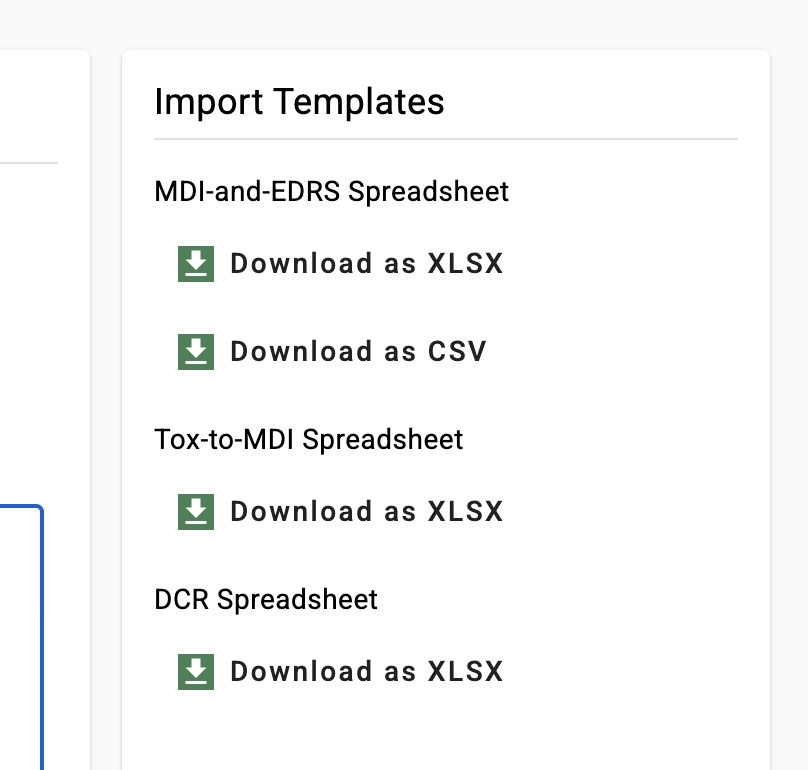 Import Templates
MDI-and-EDRS Spreadsheet
Download as XLSX
Download as CSV
Tox-to-MDI Spreadsheet
Download as XLSX
DCR Spreadsheet
Download as XLSX